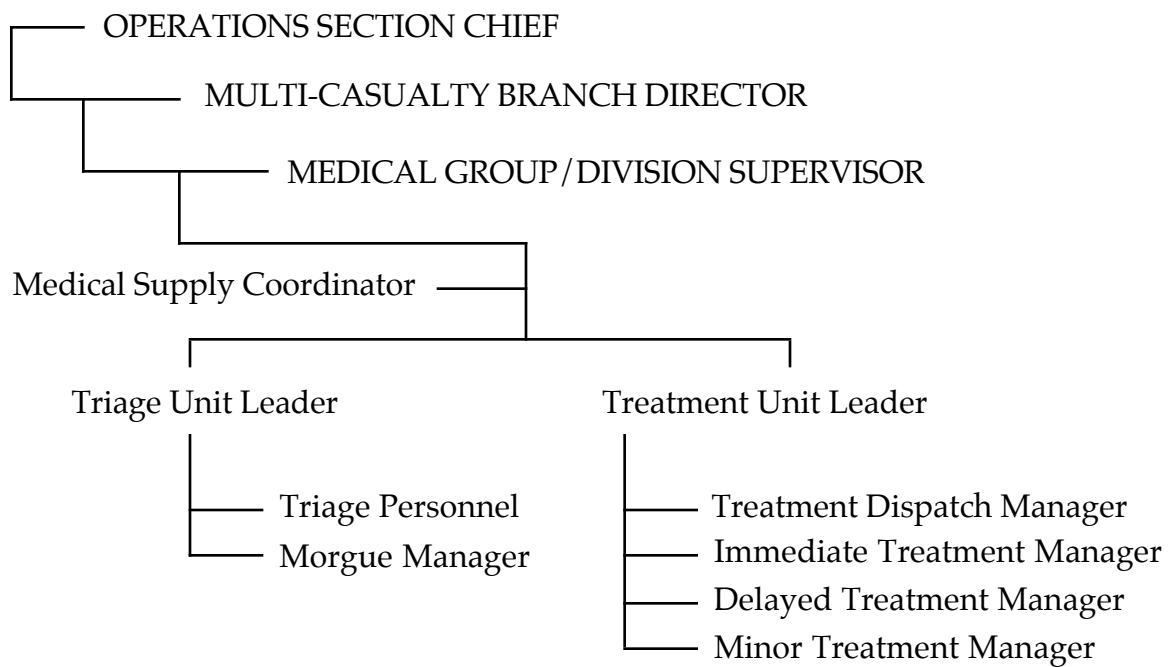 OPERATIONS SECTION CHIEF
MULTI-CASUALTY BRANCH DIRECTOR
MEDICAL GROUP/DIVISION SUPERVISOR
Medical Supply Coordinator
Triage Unit Leader
Treatment Unit Leader
Triage Personnel
Morgue Manager
Treatment Dispatch Manager
Immediate Treatment Manager
Delayed Treatment Manager
Minor Treatment Manager